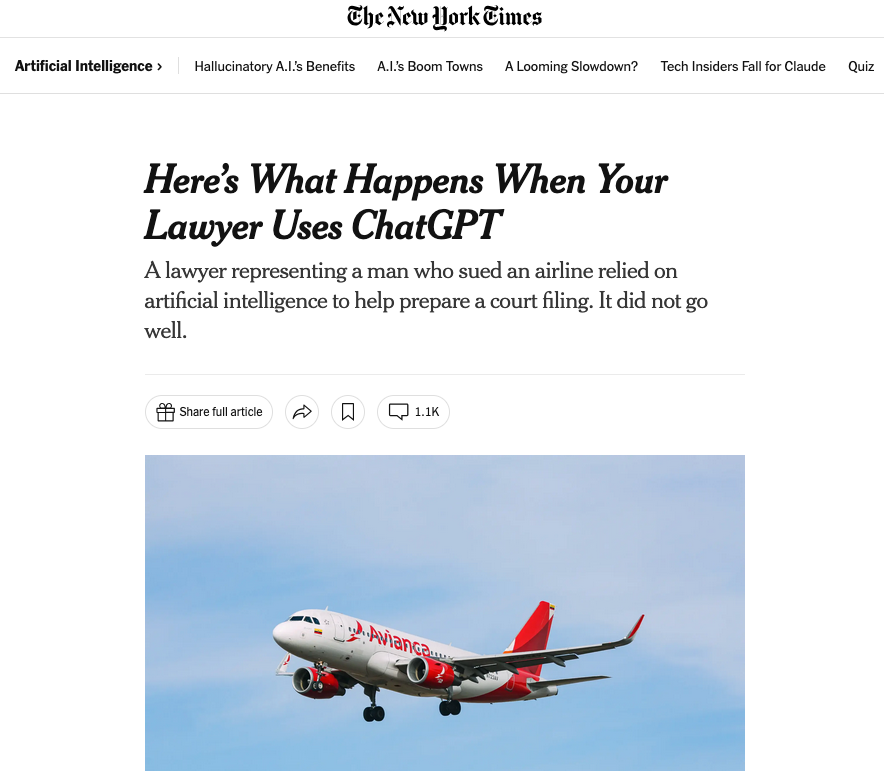 The New York Times
Artificial Intelligence › Hallucinatory A.I.'s Benefits A.I.'s Boom Towns A Looming Slowdown? Tech Insiders Fall for Claude Quiz
Here's What Happens When Your
Lawyer Uses ChatGPT
A lawyer representing a man who sued an airline relied on
artificial intelligence to help prepare a court filing. It did not go
well.
Share full article 1.1K
Avianca